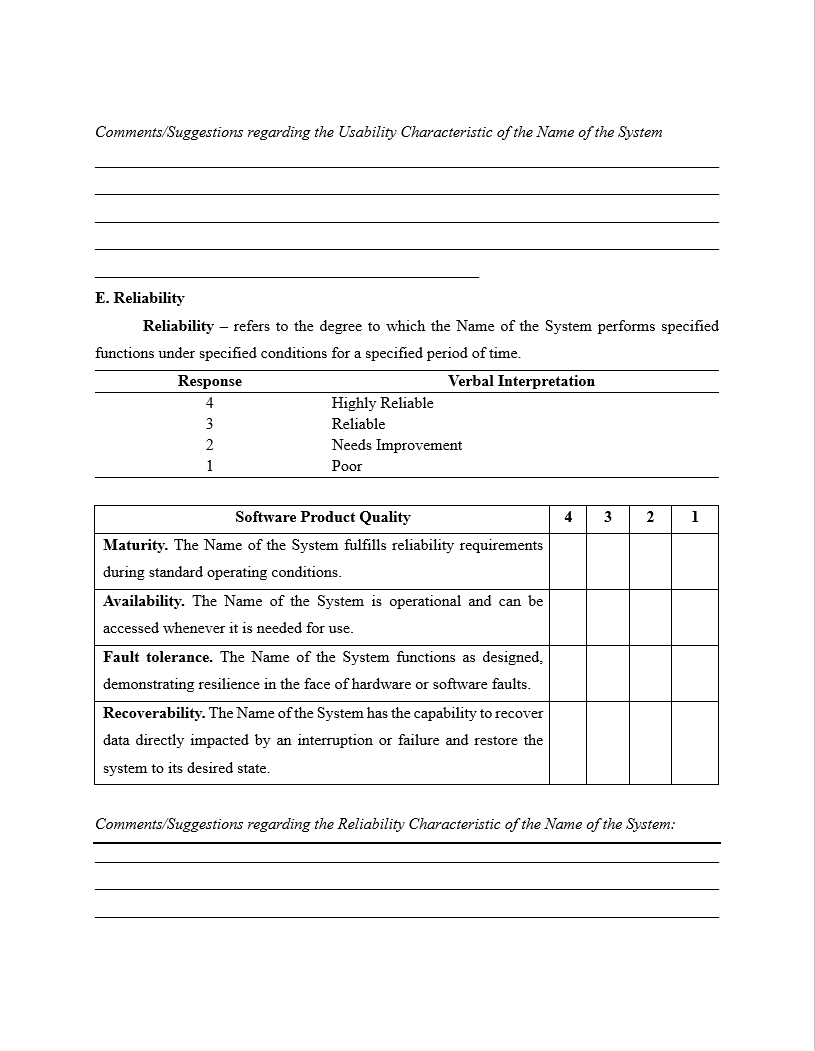 Comments/Suggestions regarding the Usability Characteristic of the Name of the System
E. Reliability
Reliability – refers to the degree to which the Name of the System performs specified
functions under specified conditions for a specified period of time.
Response Verbal Interpretation
4 Highly Reliable
3 Reliable
2 Needs Improvement
1 Poor
Software Product Quality 4 3 2 1
Maturity. The Name of the System fulfills reliability requirements
during standard operating conditions.
Availability. The Name of the System is operational and can be
accessed whenever it is needed for use.
Fault tolerance. The Name of the System functions as designed,
demonstrating resilience in the face of hardware or software faults.
Recoverability. The Name of the System has the capability to recover
data directly impacted by an interruption or failure and restore the
system to its desired state.
Comments/Suggestions regarding the Reliability Characteristic of the Name of the System: